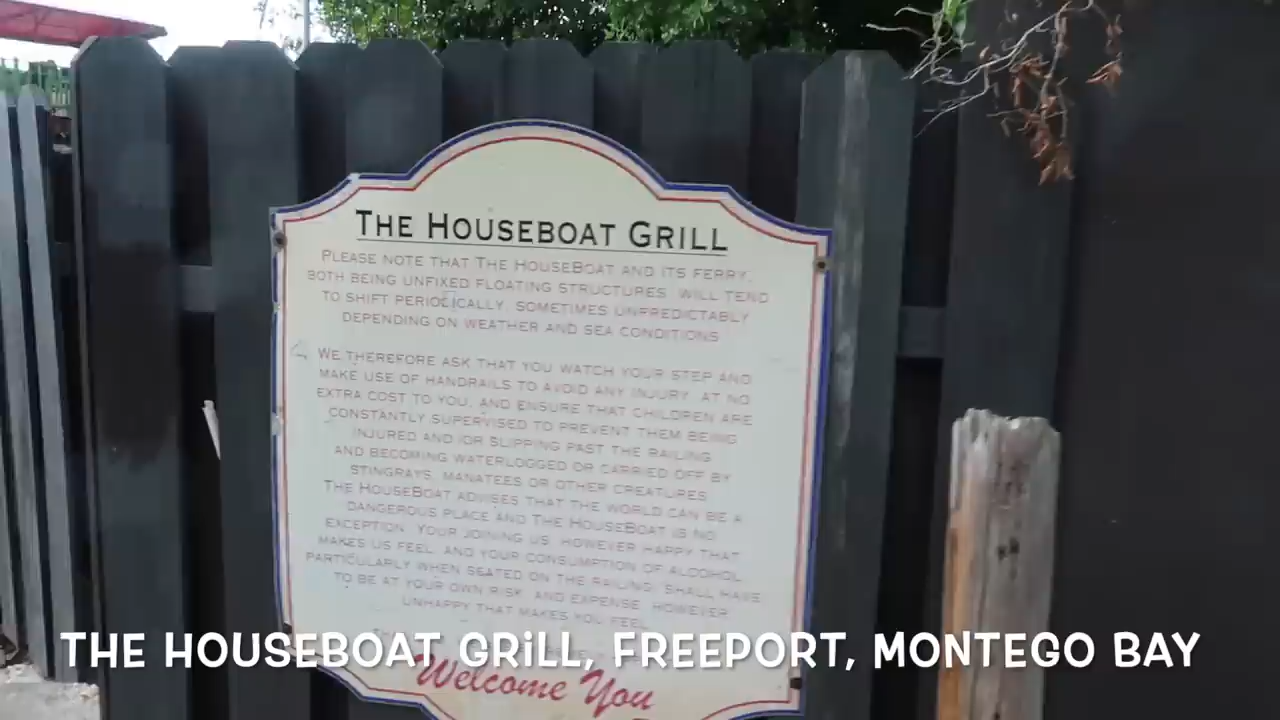 THE HOUSEBOAT GRILL
PLEASE NOTE THAT THE HOUSEBOAT AND ITS FERRY,
BOTH BEING UNFIXED FLOATING STRUCTURES, WILL TEND
TO SHIFT PERIODICALLY, SOMETIMES UNPREDICTABLY
DEPENDING ON WEATHER AND SEA CONDITIONS
WE THEREFORE ASK THAT YOU WATCH YOUR STEP AND
MAKE USE OF HANDRAILS TO AVOID ANY INJURY, AT NO
EXTRA COST TO YOU, AND ENSURE THAT CHILDREN ARE
CONSTANTLY SUPERVISED TO PREVENT THEM BEING
INJURED AND /OR SLIPPING PAST THE RAILING
AND BECOMING WATERLOGGED OR CARRIED OFF BY
STINGRAYS, MANATEES OR OTHER CREATURES
THE HOUSEBOAT ADVISES THAT THE WORLD CAN BE A
DANGEROUS PLACE AND THE HOUSEBOAT IS NO
EXCEPTION. YOUR JOINING US, HOWEVER HAPPY THAT
MAKES US FEEL, AND YOUR CONSUMPTION OF ALCOHOL,
PARTICULARLY WHEN SEATED ON THE RAILING, SHALL HAVE
TO BE AT YOUR OWN RISK, AND EXPENSE, HOWEVER
UNHAPPY THAT MAKES YOU FEEL
Welcome You
THE HOUSEBOAT GRILL, FREEPORT, MONTEGO BAY